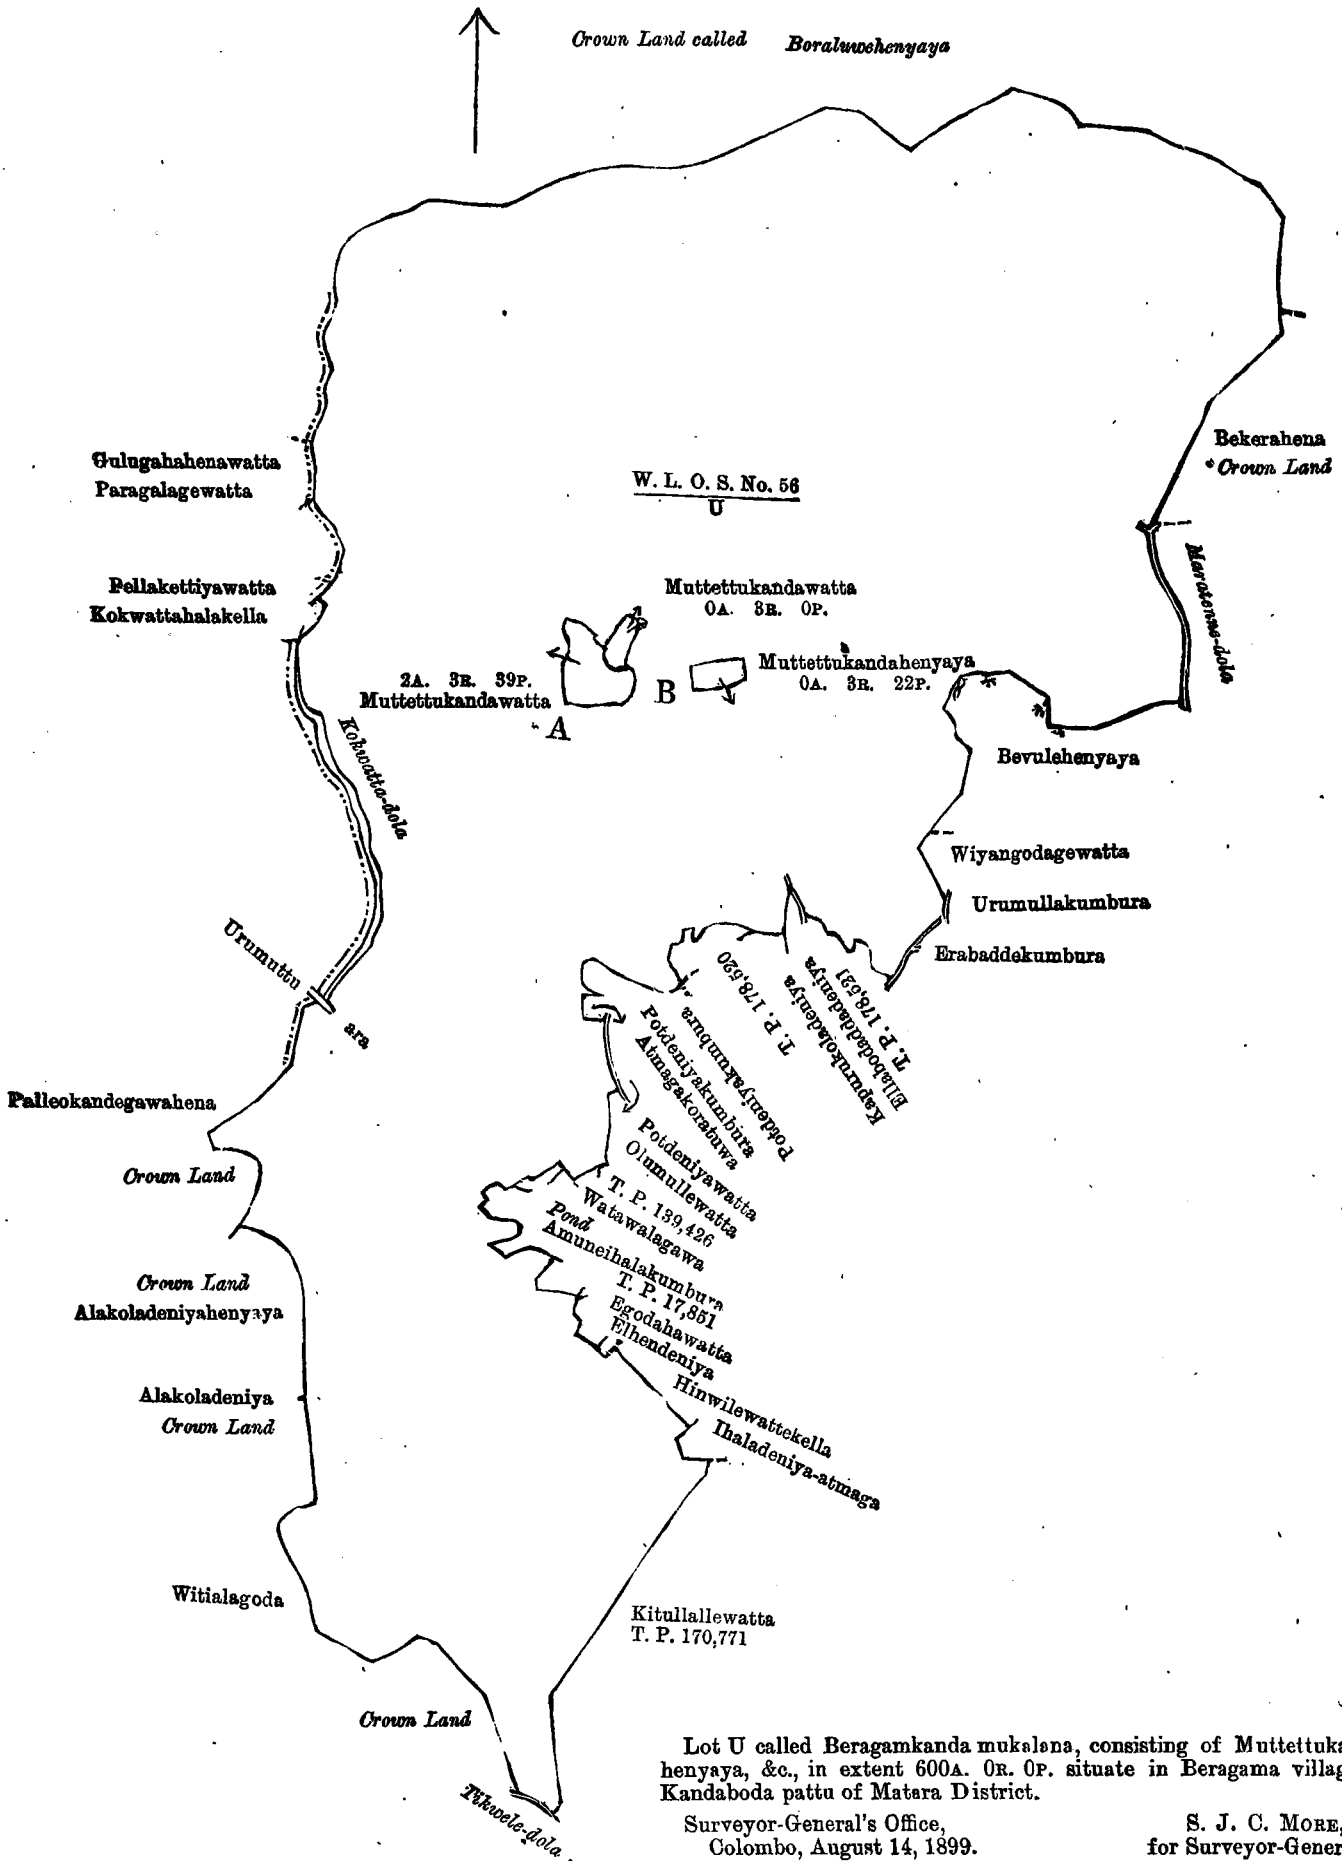 Crown Land called Boraluwehenyaya
Gulugahahenawatta
Paragalagewatta
W. L. O. S. No. 56
U
Bekerahena
Crown Land
Maratenne-dola
Pellakettiyawatta
Kokwattahalakella
Muttettukandawatta
0A. 3R. 0P.
2A. 3R. 39P.
Muttettukandawatta
A
B
Muttettukandahenyaya
0A. 3R. 22P.
Kokwatta-dola
Bevulehenyaya
Wiyangodagewatta
Urumullakumbura
Erabaddekumbura
Urumuttu ara
T. P. 178,521
Ellabodaddadeniya
Kapurukoladeniya
T. P. 178,520
Potdeniyakumbura
Potdeniyakumbura
Atmagakoratuwa
Palleokandegawahena
Crown Land
Potdeniyawatta
Olumullewatta
T. P. 139,426
Watawalagawa
Pond
Amuneihalakumbura
T. P. 17,851
Egodahawatta
Elhendeniya
Hinwilewattekella
Ihaladeniya-atmaga
Crown Land
Alakoladeniyahenyaya
Alakoladeniya
Crown Land
Witialagoda
Kitullallewatta
T. P. 170,771
Crown Land
Tikwele-dola
Lot U called Beragamkanda mukalana, consisting of Muttettuka
henyaya, &c., in extent 600A. 0R. 0P. situate in Beragama villag
Kandaboda pattu of Matara District.
Surveyor-General's Office,
Colombo, August 14, 1899.
S. J. C. MORE,
for Surveyor-Gener